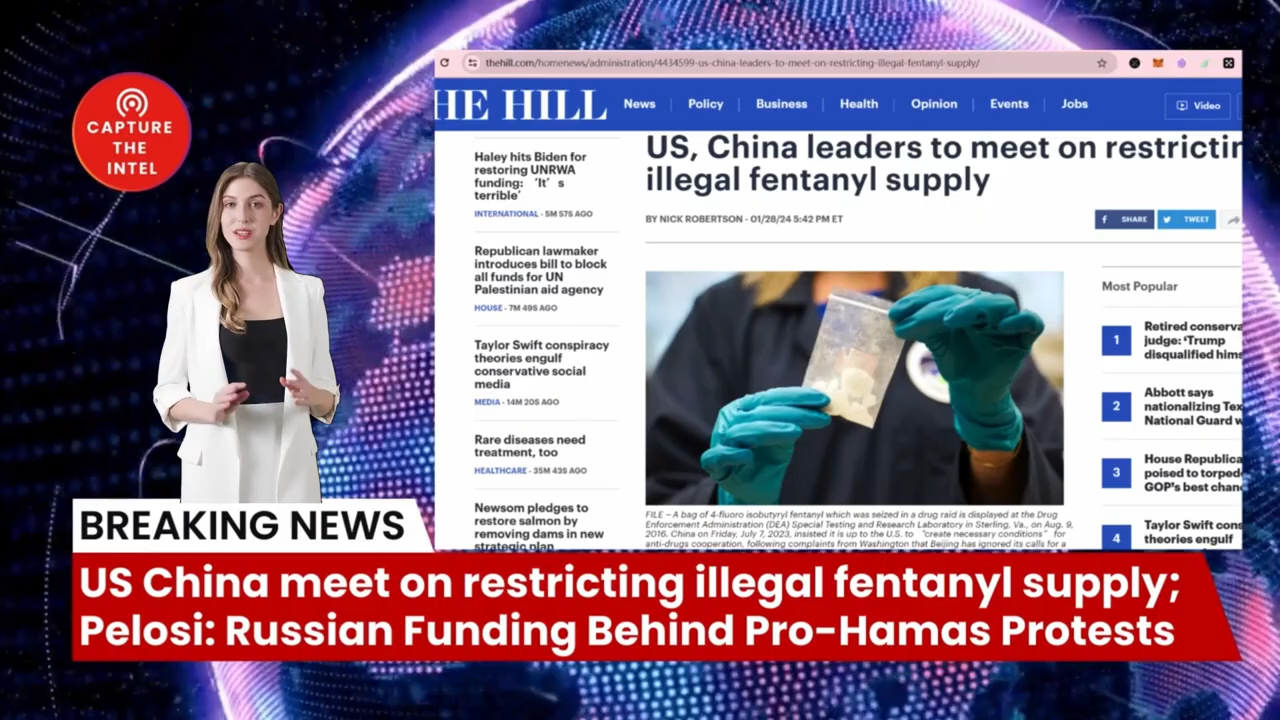 CAPTURE
THE
INTEL
thehill.com/homenews/administration/4434599-us-china-leaders-to-meet-on-restricting-illegal-fentanyl-supply/
HE HILL
News
Policy
Business
Health
Opinion
Events
Jobs
Video
Haley hits Biden for
restoring UNRWA
funding: 'It's
terrible'
INTERNATIONAL - 5M 57S AGO
Republican lawmaker
introduces bill to block
all funds for UN
Palestinian aid agency
HOUSE - 7M 49S AGO
Taylor Swift conspiracy
theories engulf
conservative social
media
MEDIA - 14M 20S AGO
Rare diseases need
treatment, too
HEALTHCARE - 35M 43S AGO
Newsom pledges to
restore salmon by
removing dams in new
strategic plan
US, China leaders to meet on restrictin
illegal fentanyl supply
BY NICK ROBERTSON - 01/28/24 5:42 PM ET
SHARE
TWEET
FILE – A bag of 4-fluoro isobutyryl fentanyl which was seized in a drug raid is displayed at the Drug
Enforcement Administration (DEA) Special Testing and Research Laboratory in Sterling, Va., on Aug. 9,
2016. China on Friday, July 7, 2023, insisted it is up to the U.S. to "create necessary conditions" for
anti-drugs cooperation, following complaints from Washington that Beijing has ignored its calls for a
Most Popular
1
Retired conserva
judge: 'Trump
disqualified hims
2
Abbott says
nationalizing Tex
National Guard w
3
House Republica
poised to torped
GOP's best chan
4
Taylor Swift cons
theories engulf
BREAKING NEWS
US China meet on restricting illegal fentanyl supply;
Pelosi: Russian Funding Behind Pro-Hamas Protests